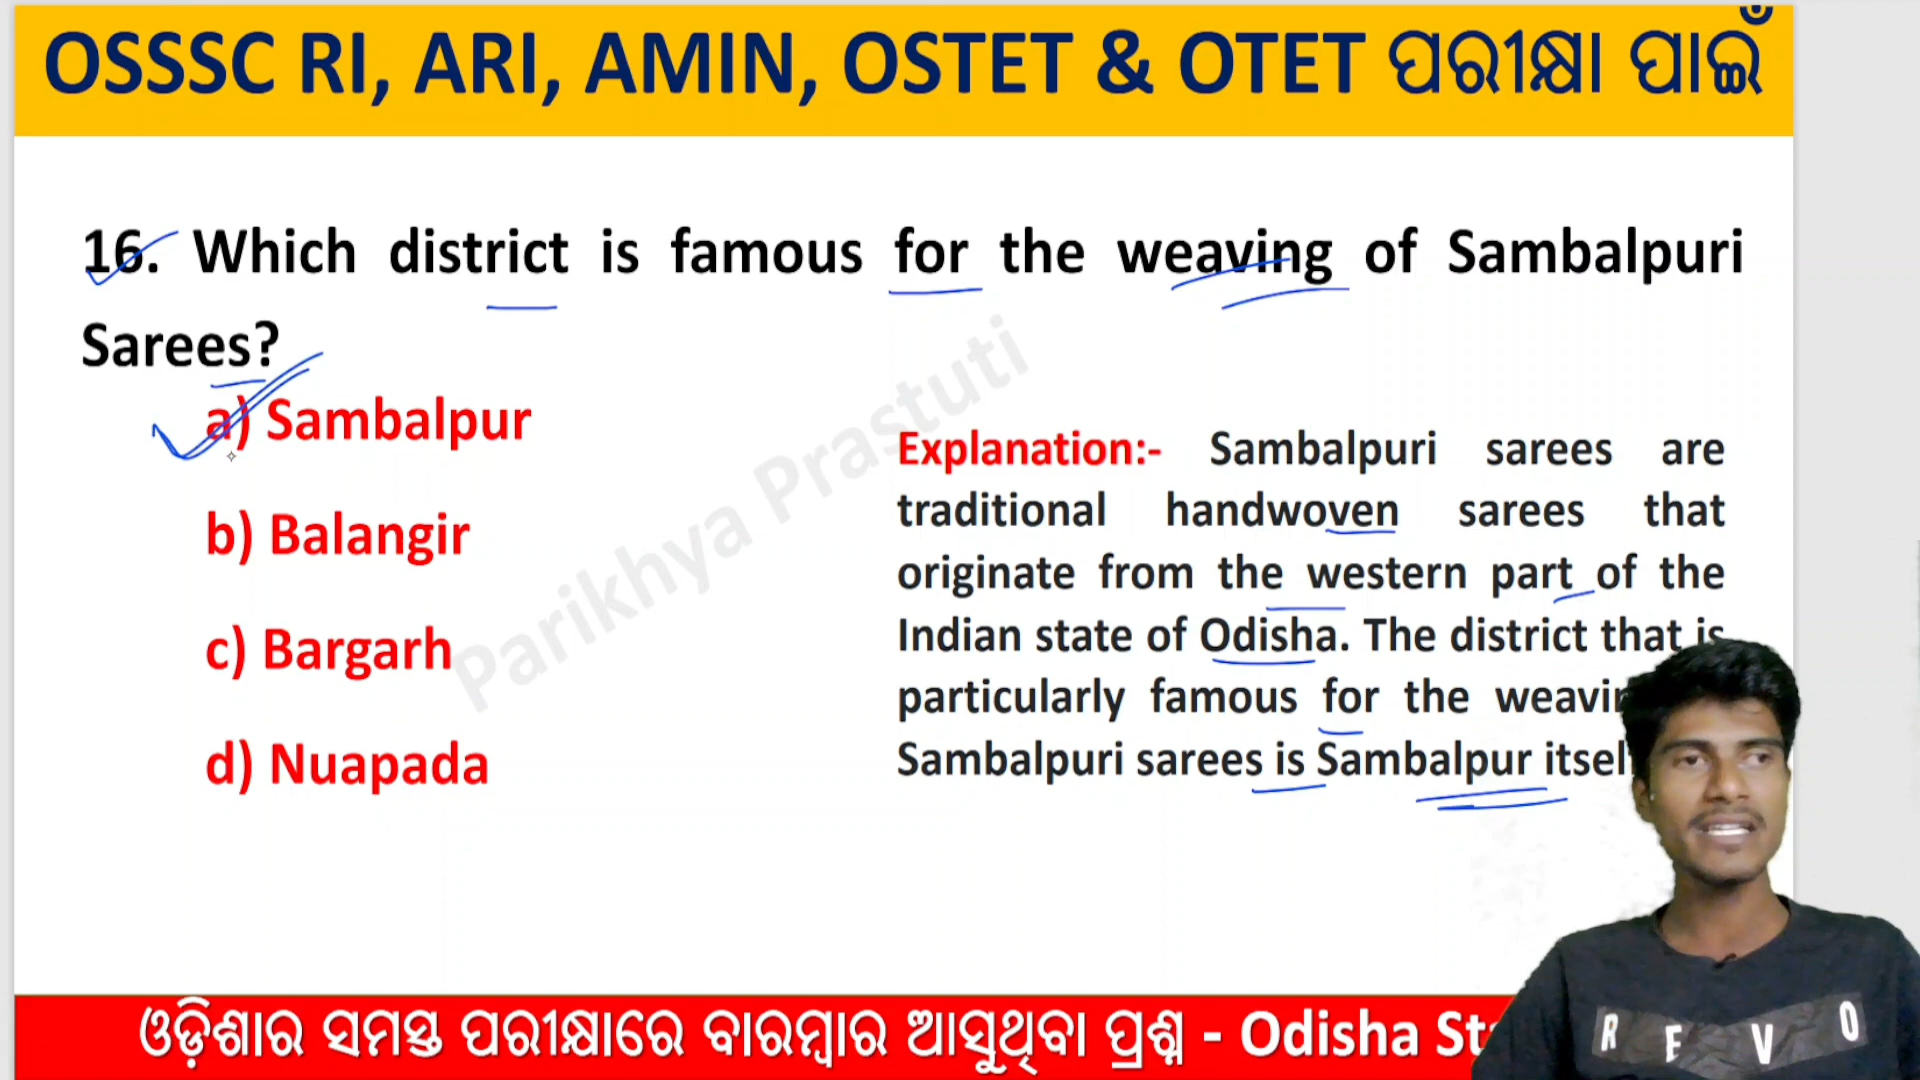 OSSSC RI, ARI, AMIN, OSTET & OTET ପରୀକ୍ଷା ପାଇଁ
16. Which district is famous for the weaving of Sambalpuri
Sarees?
a) Sambalpur
b) Balangir
c) Bargarh
d) Nuapada
Explanation:- Sambalpuri sarees are
traditional handwoven sarees that
originate from the western part of the
Indian state of Odisha. The district that is
particularly famous for the
Sambalpuri sarees is Sambalpur
Parikhya Prastuti
ଓଡ଼ିଶାର ସମସ୍ତ ପରୀକ୍ଷାରେ ବାରମ୍ବାର ଆସୁଥିବା ପ୍ରଶ୍ନ - Odisha
R E V O